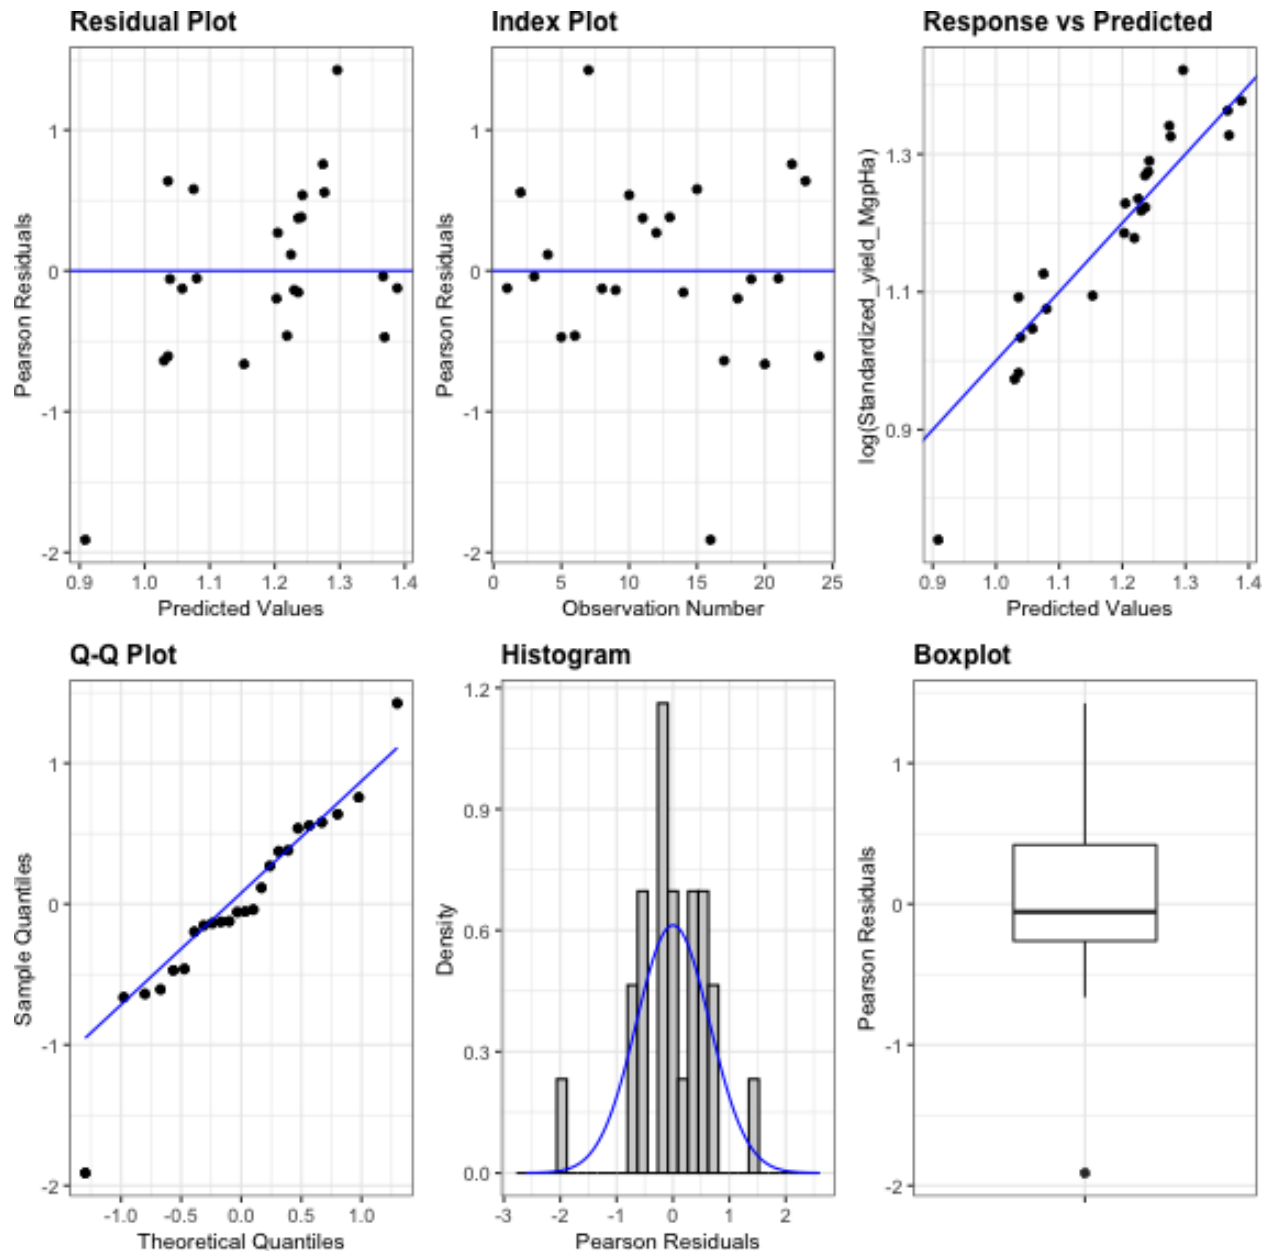 Residual Plot
Pearson Residuals
1
0
-1
-2
0.9 1.0 1.1 1.2 1.3 1.4
Predicted Values
Index Plot
Pearson Residuals
1
0
-1
-2
0 5 10 15 20 25
Observation Number
Response vs Predicted
log(Standardized_yield_MgpHa)
1.3
1.1
0.9
0.9 1.0 1.1 1.2 1.3 1.4
Predicted Values
Q-Q Plot
Sample Quantiles
1
0
-1
-2
-1.0 -0.5 0.0 0.5 1.0
Theoretical Quantiles
Histogram
Density
1.2
0.9
0.6
0.3
0.0
-3 -2 -1 0 1 2
Pearson Residuals
Boxplot
Pearson Residuals
1
0
-1
-2